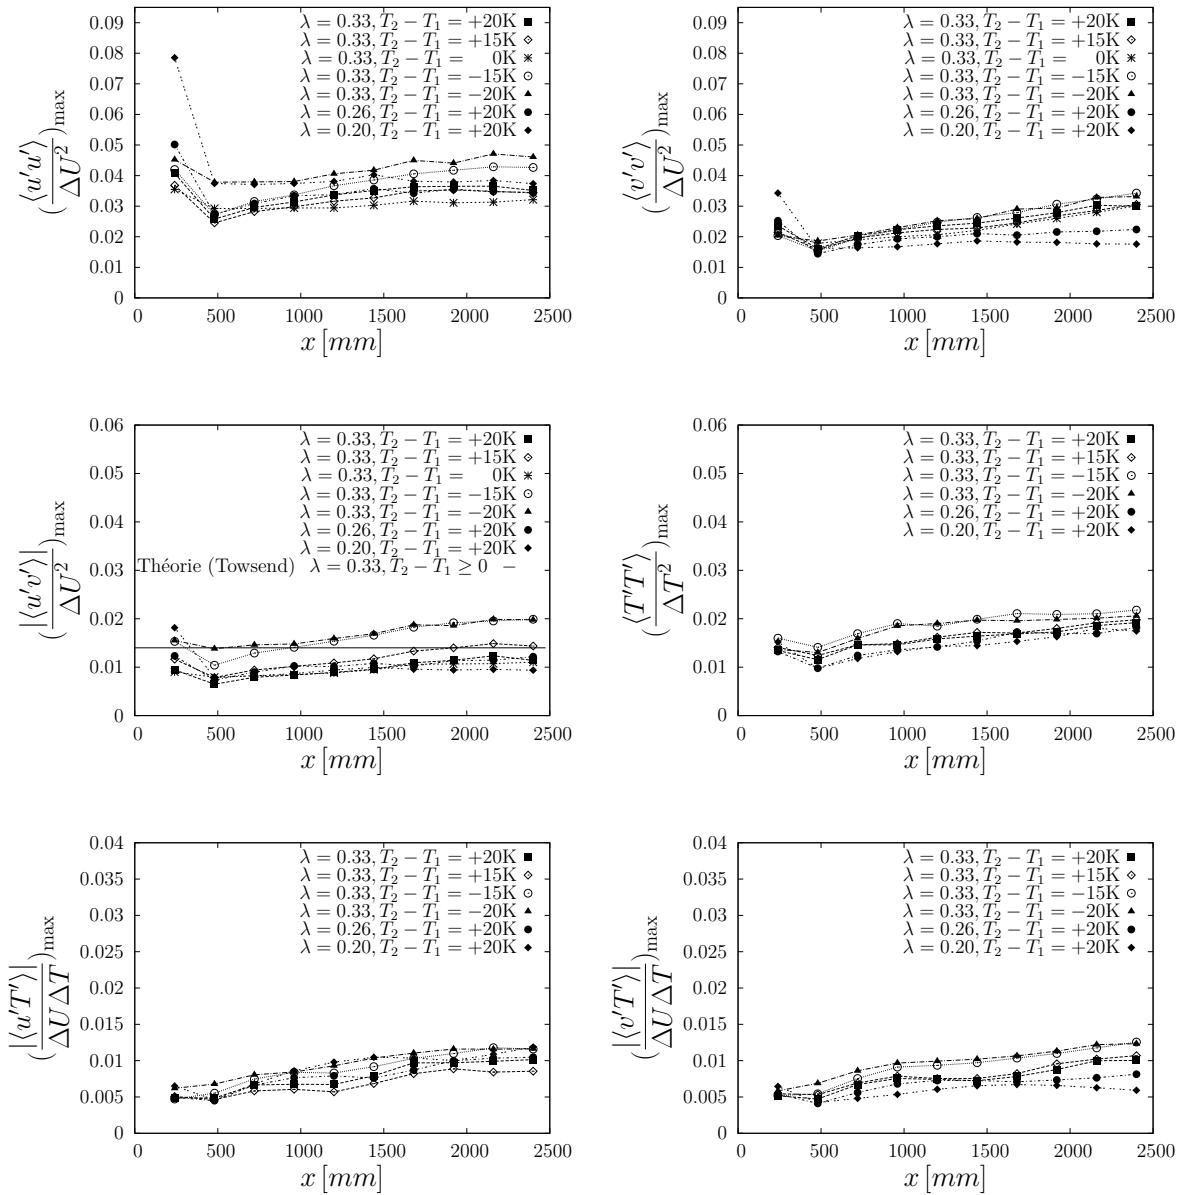 (⟨u′u′⟩/ΔU²)max
0.09
0.08
0.07
0.06
0.05
0.04
0.03
0.02
0.01
0
λ = 0.33, T₂ − T₁ = +20K
λ = 0.33, T₂ − T₁ = +15K
λ = 0.33, T₂ − T₁ = 0K
λ = 0.33, T₂ − T₁ = −15K
λ = 0.33, T₂ − T₁ = −20K
λ = 0.26, T₂ − T₁ = +20K
λ = 0.20, T₂ − T₁ = +20K
0 500 1000 1500 2000 2500
x [mm]
(⟨v′v′⟩/ΔU²)max
0.09
0.08
0.07
0.06
0.05
0.04
0.03
0.02
0.01
0
λ = 0.33, T₂ − T₁ = +20K
λ = 0.33, T₂ − T₁ = +15K
λ = 0.33, T₂ − T₁ = 0K
λ = 0.33, T₂ − T₁ = −15K
λ = 0.33, T₂ − T₁ = −20K
λ = 0.26, T₂ − T₁ = +20K
λ = 0.20, T₂ − T₁ = +20K
0 500 1000 1500 2000 2500
x [mm]
(|⟨u′v′⟩|/ΔU²)max
0.06
0.05
0.04
0.03
0.02
0.01
0
λ = 0.33, T₂ − T₁ = +20K
λ = 0.33, T₂ − T₁ = +15K
λ = 0.33, T₂ − T₁ = 0K
λ = 0.33, T₂ − T₁ = −15K
λ = 0.33, T₂ − T₁ = −20K
λ = 0.26, T₂ − T₁ = +20K
λ = 0.20, T₂ − T₁ = +20K
Théorie (Towsend) λ = 0.33, T₂ − T₁ ≥ 0
0 500 1000 1500 2000 2500
x [mm]
(⟨T′T′⟩/ΔT²)max
0.06
0.05
0.04
0.03
0.02
0.01
0
λ = 0.33, T₂ − T₁ = +20K
λ = 0.33, T₂ − T₁ = +15K
λ = 0.33, T₂ − T₁ = −15K
λ = 0.33, T₂ − T₁ = −20K
λ = 0.26, T₂ − T₁ = +20K
λ = 0.20, T₂ − T₁ = +20K
0 500 1000 1500 2000 2500
x [mm]
(|⟨u′T′⟩|/ΔU ΔT)max
0.04
0.035
0.03
0.025
0.02
0.015
0.01
0.005
0
λ = 0.33, T₂ − T₁ = +20K
λ = 0.33, T₂ − T₁ = +15K
λ = 0.33, T₂ − T₁ = −15K
λ = 0.33, T₂ − T₁ = −20K
λ = 0.26, T₂ − T₁ = +20K
λ = 0.20, T₂ − T₁ = +20K
0 500 1000 1500 2000 2500
x [mm]
(|⟨v′T′⟩|/ΔU ΔT)max
0.04
0.035
0.03
0.025
0.02
0.015
0.01
0.005
0
λ = 0.33, T₂ − T₁ = +20K
λ = 0.33, T₂ − T₁ = +15K
λ = 0.33, T₂ − T₁ = −15K
λ = 0.33, T₂ − T₁ = −20K
λ = 0.26, T₂ − T₁ = +20K
λ = 0.20, T₂ − T₁ = +20K
0 500 1000 1500 2000 2500
x [mm]